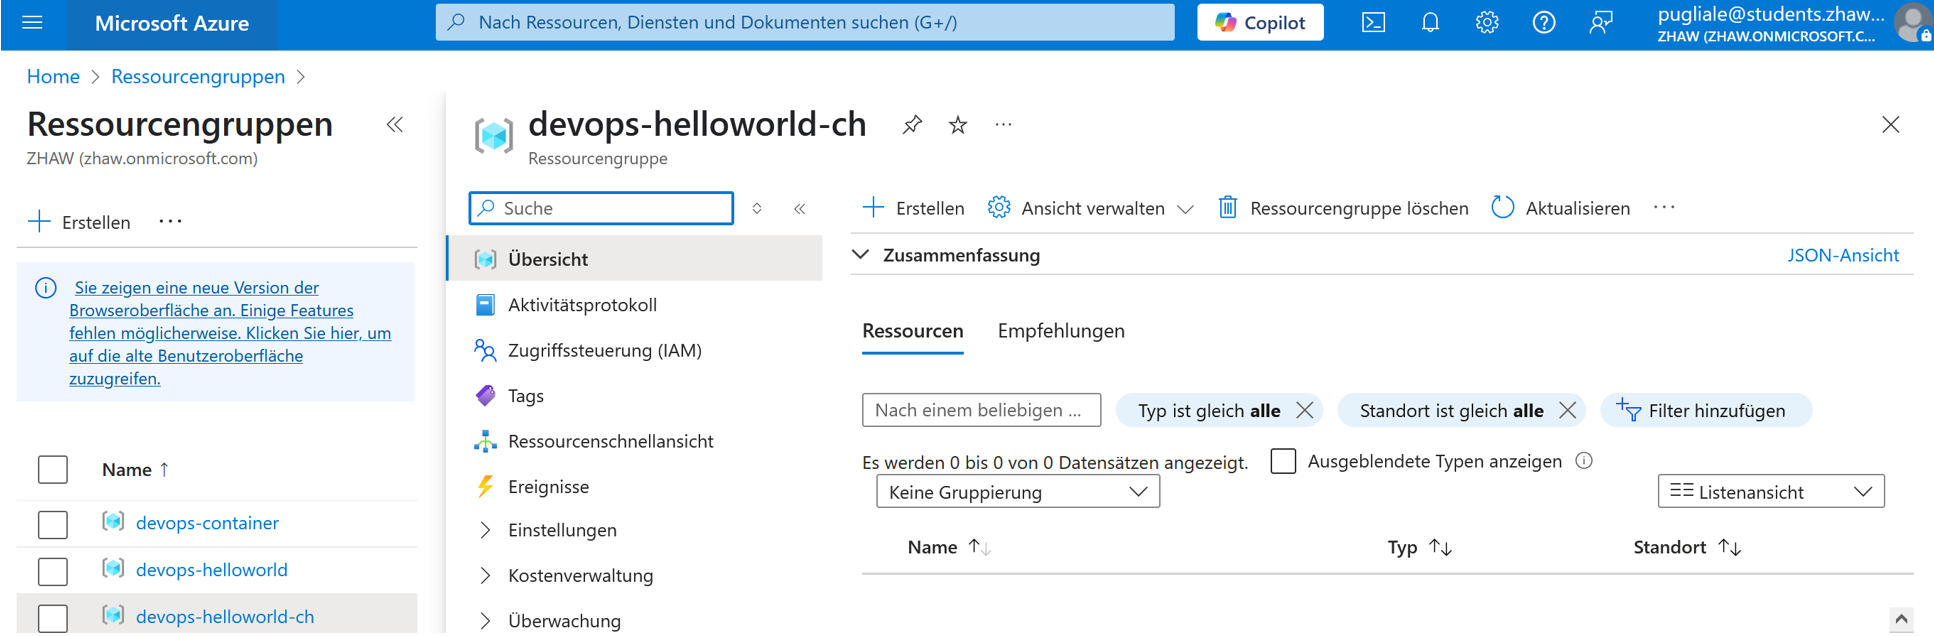 Microsoft Azure
Nach Ressourcen, Diensten und Dokumenten suchen (G+/)
Copilot
pugliale@students.zhaw...
ZHAW (ZHAW.ONMICROSOFT.C...
Home > Ressourcengruppen >
Ressourcengruppen
ZHAW (zhaw.onmicrosoft.com)
Erstellen ...
Sie zeigen eine neue Version der
Browseroberfläche an. Einige Features
fehlen möglicherweise. Klicken Sie hier, um
auf die alte Benutzeroberfläche
zuzugreifen.
Name ↑
devops-container
devops-helloworld
devops-helloworld-ch
devops-helloworld-ch
Ressourcengruppe
Suche
Übersicht
Aktivitätsprotokoll
Zugriffssteuerung (IAM)
Tags
Ressourcenschnellansicht
Ereignisse
Einstellungen
Kostenverwaltung
Überwachung
Erstellen Ansicht verwalten Ressourcengruppe löschen Aktualisieren ...
Zusammenfassung JSON-Ansicht
Ressourcen Empfehlungen
Nach einem beliebigen ... Typ ist gleich alle Standort ist gleich alle Filter hinzufügen
Es werden 0 bis 0 von 0 Datensätzen angezeigt. Ausgeblendete Typen anzeigen
Keine Gruppierung Listenansicht
Name ↑↓ Typ ↑↓ Standort ↑↓